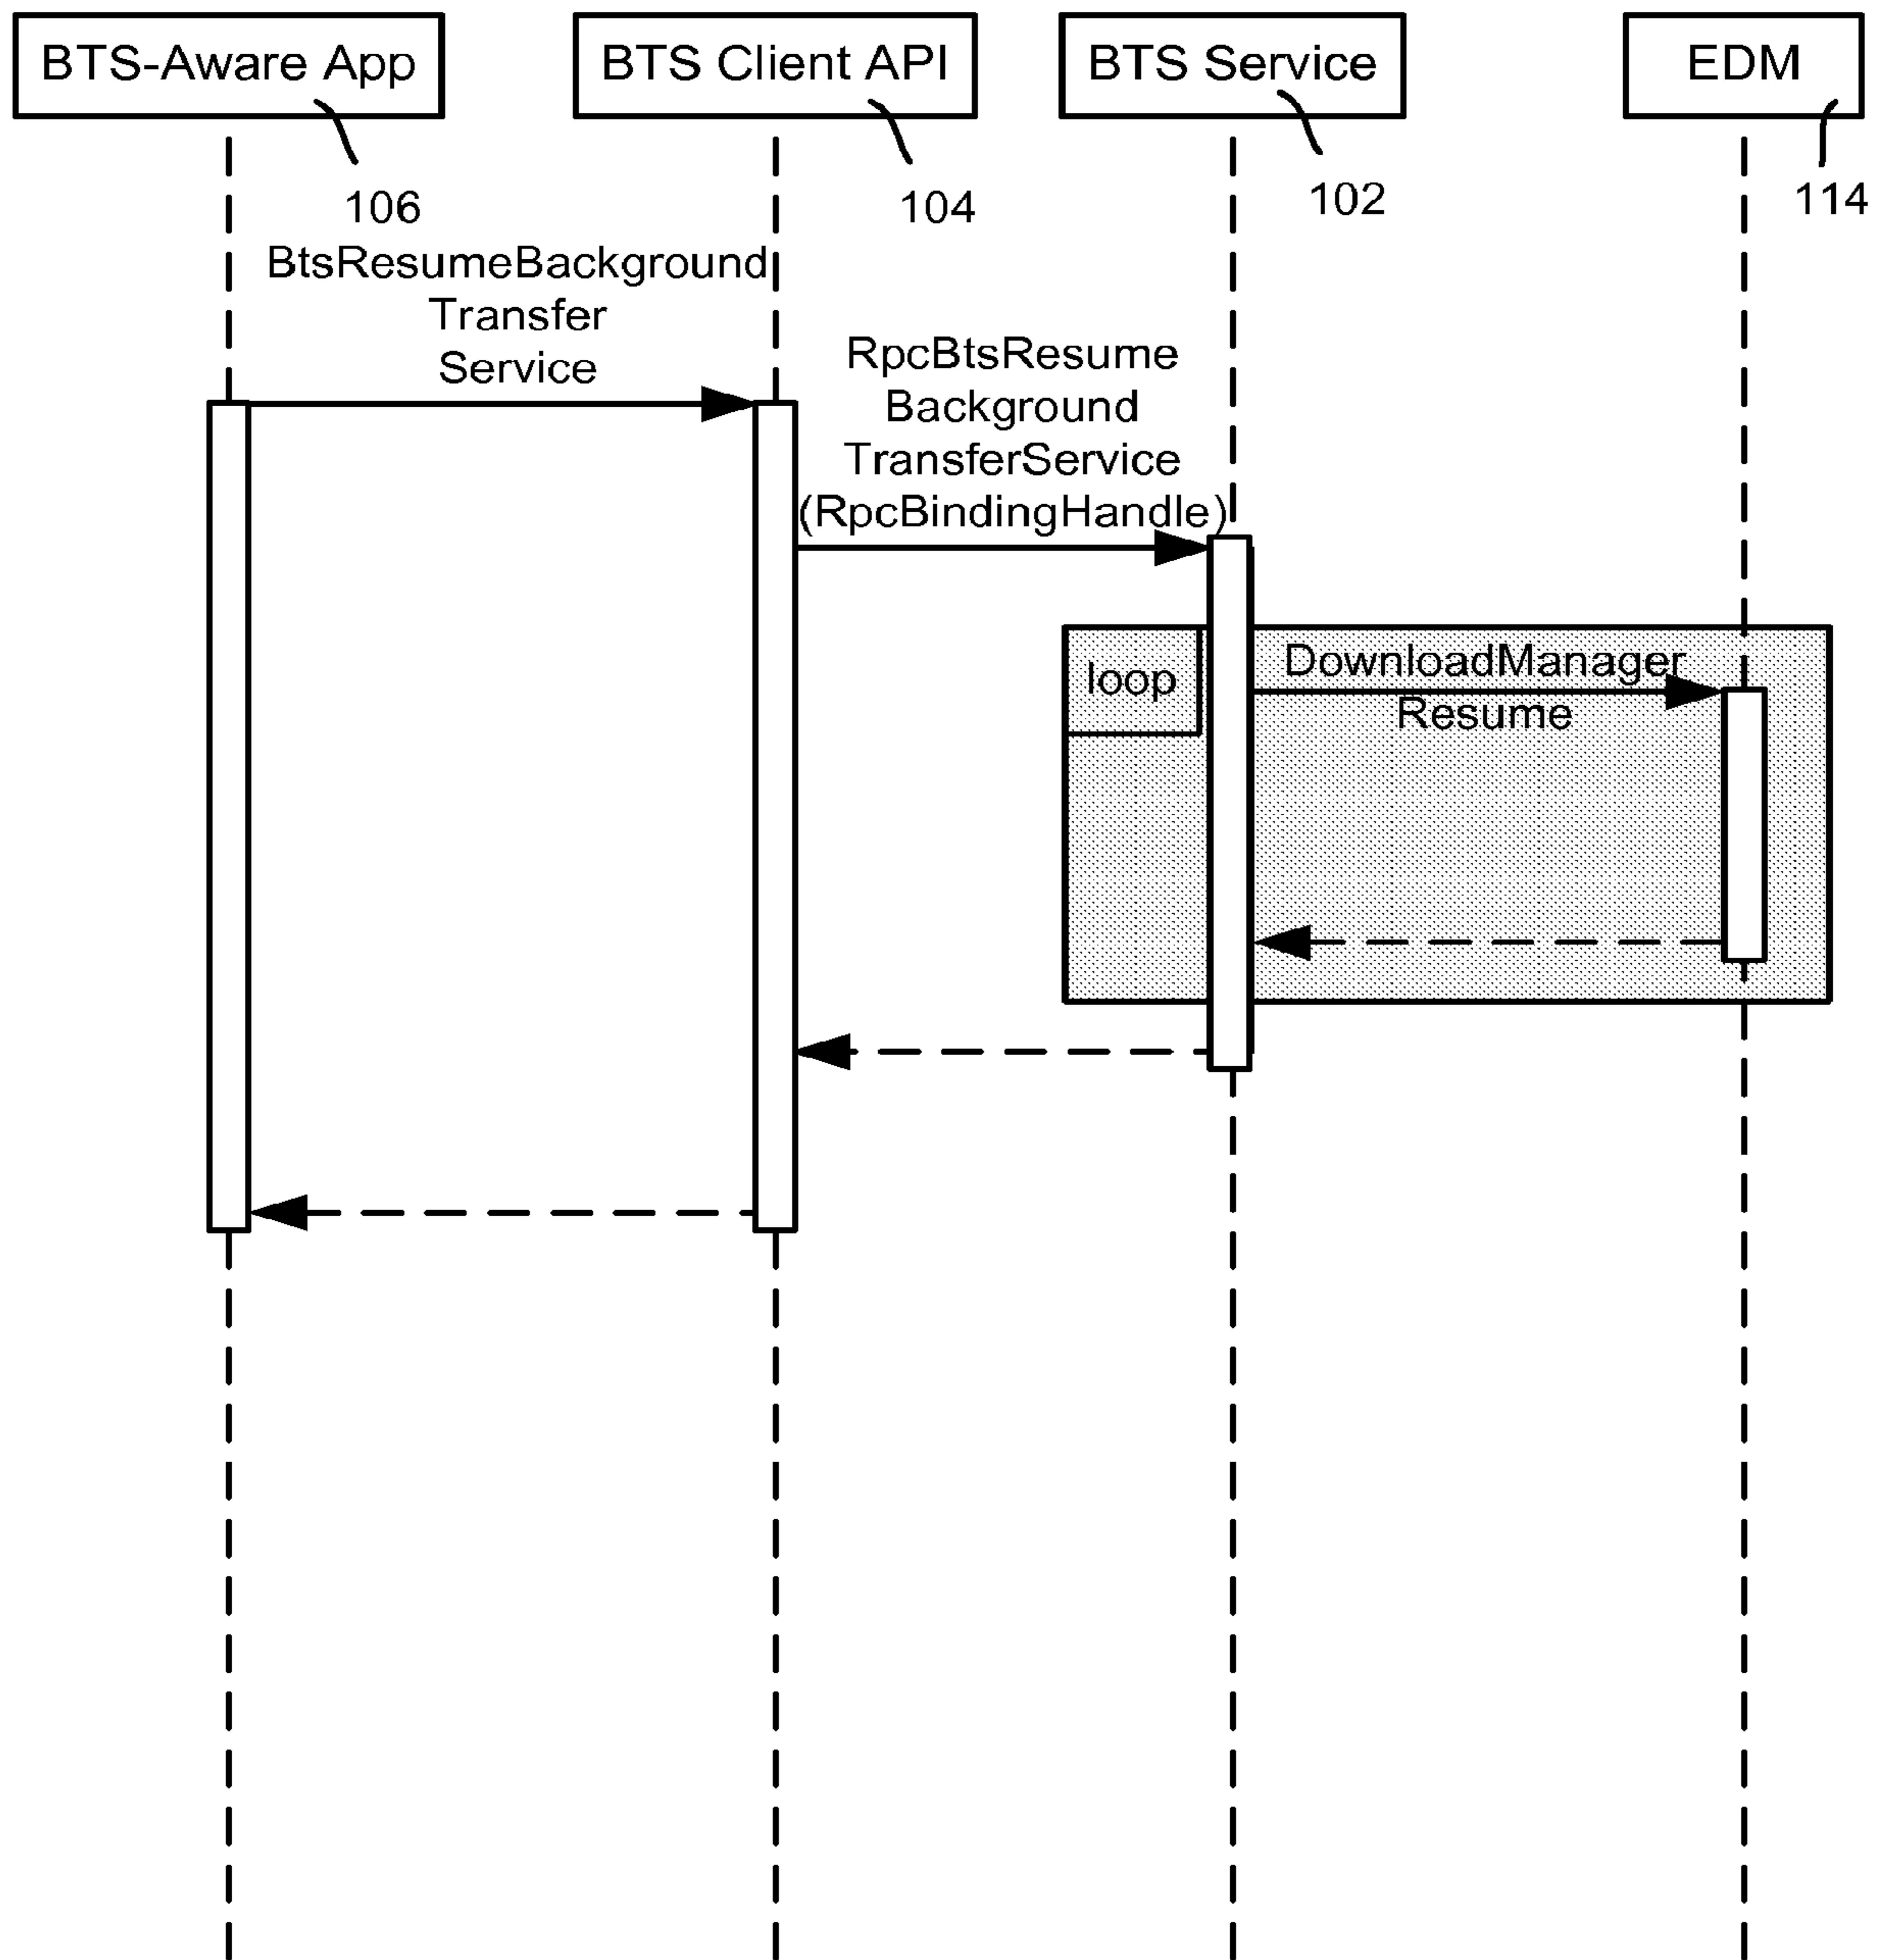 BTS-Aware App
BTS Client API
BTS Service
EDM
106
104
102
114
BtsResumeBackground
Transfer
Service
RpcBtsResume
Background
TransferService
(RpcBindingHandle)
loop
DownloadManager
Resume